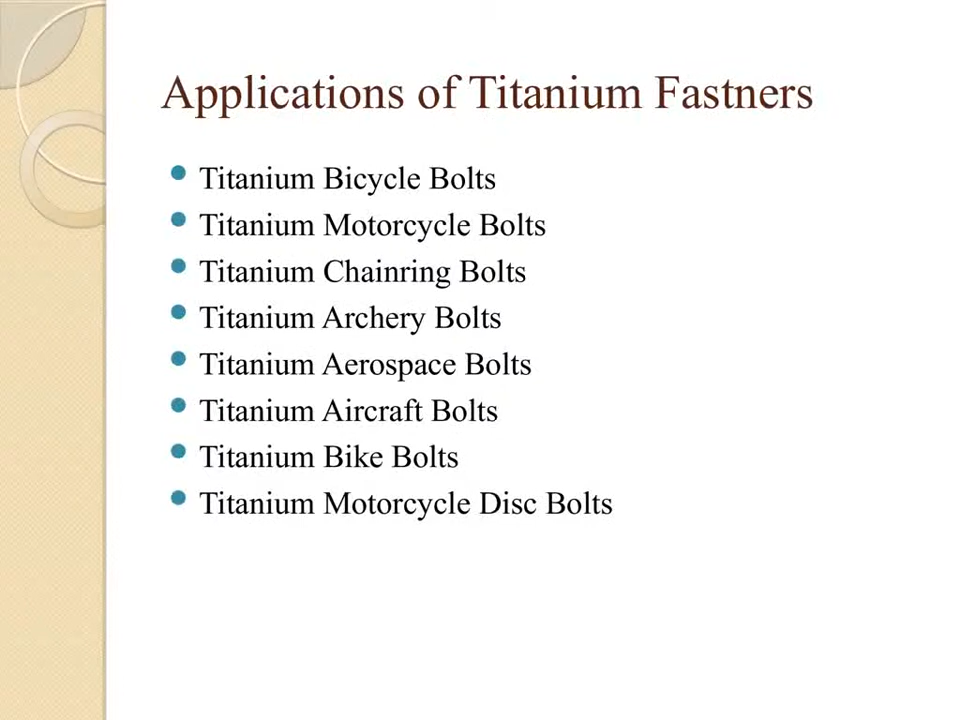 Applications of Titanium Fastners
Titanium Bicycle Bolts
Titanium Motorcycle Bolts
Titanium Chainring Bolts
Titanium Archery Bolts
Titanium Aerospace Bolts
Titanium Aircraft Bolts
Titanium Bike Bolts
Titanium Motorcycle Disc Bolts